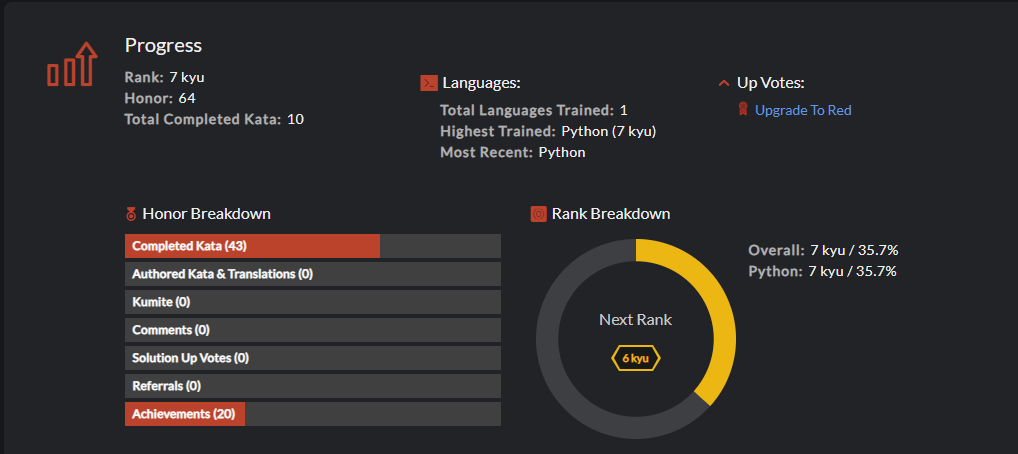 Progress
Rank: 7 kyu
Honor: 64
Total Completed Kata: 10
Languages:
Total Languages Trained: 1
Highest Trained: Python (7 kyu)
Most Recent: Python
Up Votes:
Upgrade To Red
Honor Breakdown
Completed Kata (43)
Authored Kata & Translations (0)
Kumite (0)
Comments (0)
Solution Up Votes (0)
Referrals (0)
Achievements (20)
Rank Breakdown
Next Rank
6 kyu
Overall: 7 kyu / 35.7%
Python: 7 kyu / 35.7%